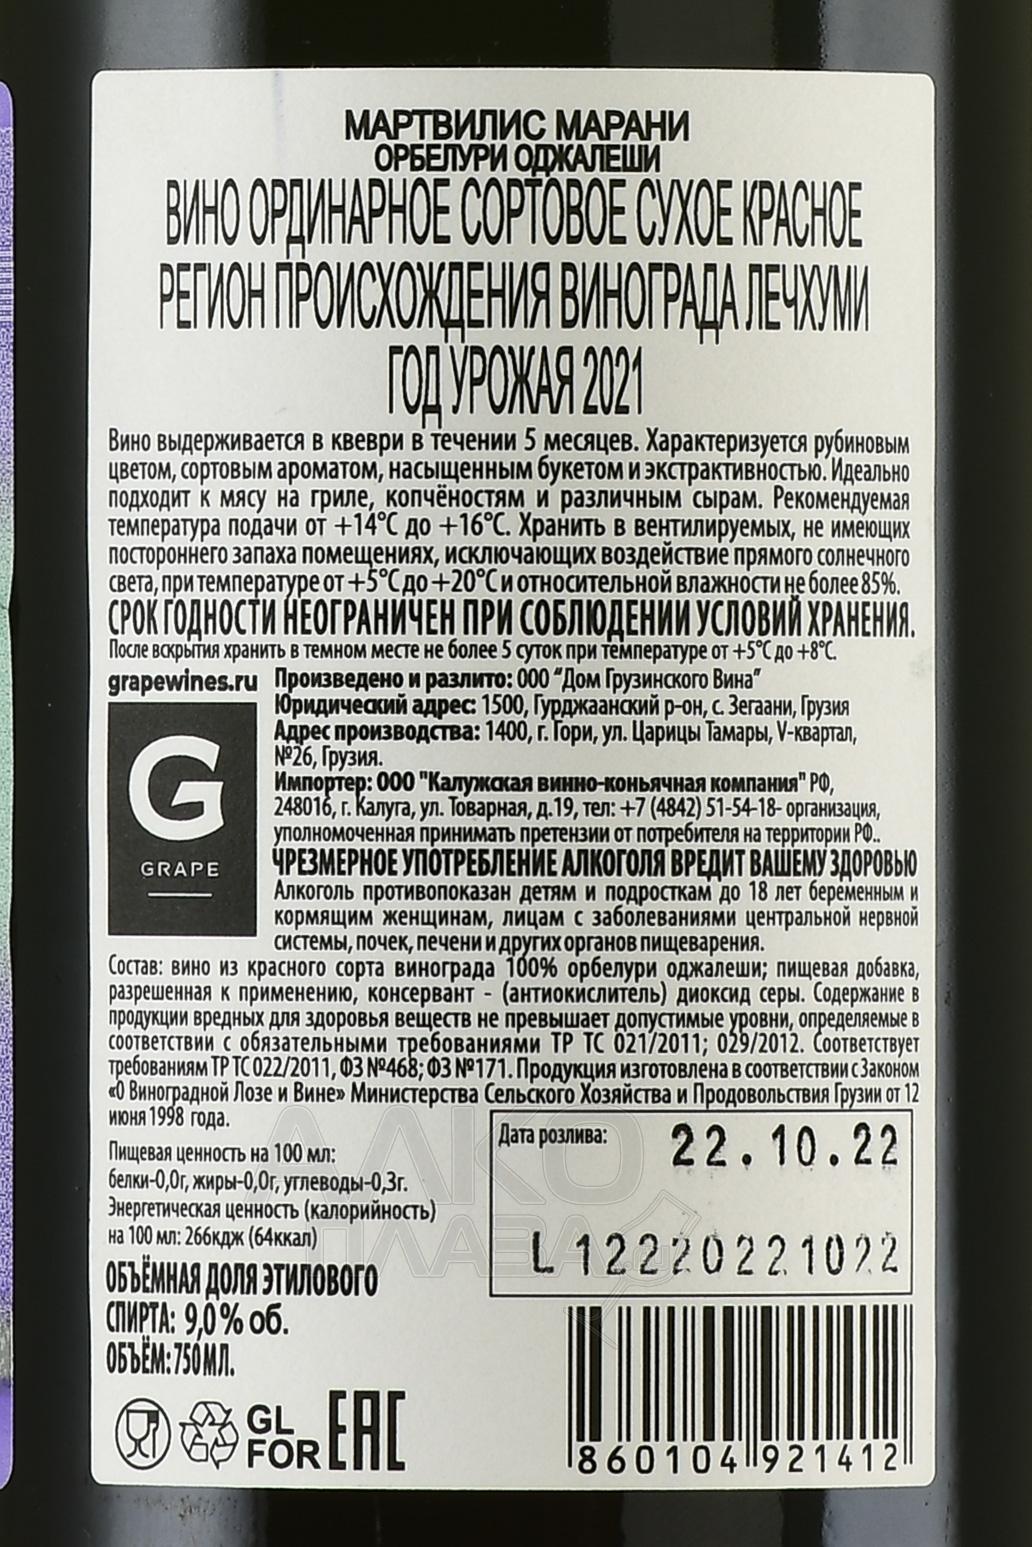 МАРТВИЛИС МАРАНИ
ОРБЕЛУРИ ОДЖАЛЕШИ
ВИНО ОРДИНАРНОЕ СОРТОВОЕ СУХОЕ КРАСНОЕ
РЕГИОН ПРОИСХОЖДЕНИЯ ВИНОГРАДА ЛЕЧХУМИ
ГОД УРОЖАЯ 2021
Вино выдерживается в квеври в течении 5 месяцев. Характеризуется рубиновым
цветом, сортовым ароматом, насыщенным букетом и экстрактивностью. Идеально
подходит к мясу на гриле, копчёностям и различным сырам. Рекомендуемая
температура подачи от +14°C до +16°C. Хранить в вентилируемых, не имеющих
постороннего запаха помещениях, исключающих воздействие прямого солнечного
света, при температуре от +5°C до +20°C и относительной влажности не более 85%.
СРОК ГОДНОСТИ НЕОГРАНИЧЕН ПРИ СОБЛЮДЕНИИ УСЛОВИЙ ХРАНЕНИЯ.
После вскрытия хранить в темном месте не более 5 суток при температуре от +5°C до +8°C.
grapewines.ru
G
GRAPE
Произведено и разлито: ООО “Дом Грузинского Вина”
Юридический адрес: 1500, Гурджаанский р-он, с. Зегаани, Грузия
Адрес производства: 1400, г. Гори, ул. Царицы Тамары, V-квартал,
№26, Грузия.
Импортер: ООО "Калужская винно-коньячная компания" РФ,
248016, г. Калуга, ул. Товарная, д.19, тел: +7 (4842) 51-54-18- организация,
уполномоченная принимать претензии от потребителя на территории РФ..
ЧРЕЗМЕРНОЕ УПОТРЕБЛЕНИЕ АЛКОГОЛЯ ВРЕДИТ ВАШЕМУ ЗДОРОВЬЮ
Алкоголь противопоказан детям и подросткам до 18 лет беременным и
кормящим женщинам, лицам с заболеваниями центральной нервной
системы, почек, печени и других органов пищеварения.
Состав: вино из красного сорта винограда 100% орбелури оджалеши; пищевая добавка,
разрешенная к применению, консервант - (антиокислитель) диоксид серы. Содержание в
продукции вредных для здоровья веществ не превышает допустимые уровни, определяемые в
соответствии с обязательными требованиями ТР ТС 021/2011; 029/2012. Соответствует
требованиям ТР ТС 022/2011, ФЗ №468; ФЗ №171. Продукция изготовлена в соответствии с Законом
«О Виноградной Лозе и Вине» Министерства Сельского Хозяйства и Продовольствия Грузии от 12
июня 1998 года.
Пищевая ценность на 100 мл:
белки-0,0г, жиры-0,0г, углеводы-0,3г.
Энергетическая ценность (калорийность)
на 100 мл: 266кдж (64ккал)
ОБЪЁМНАЯ ДОЛЯ ЭТИЛОВОГО
СПИРТА: 9,0 % об.
ОБЪЁМ: 750 МЛ.
Дата розлива: 22.10.22
L 12220221022
АЛКО
ПЛАЗА.ru
GL
FOR
EAC
860104 921412